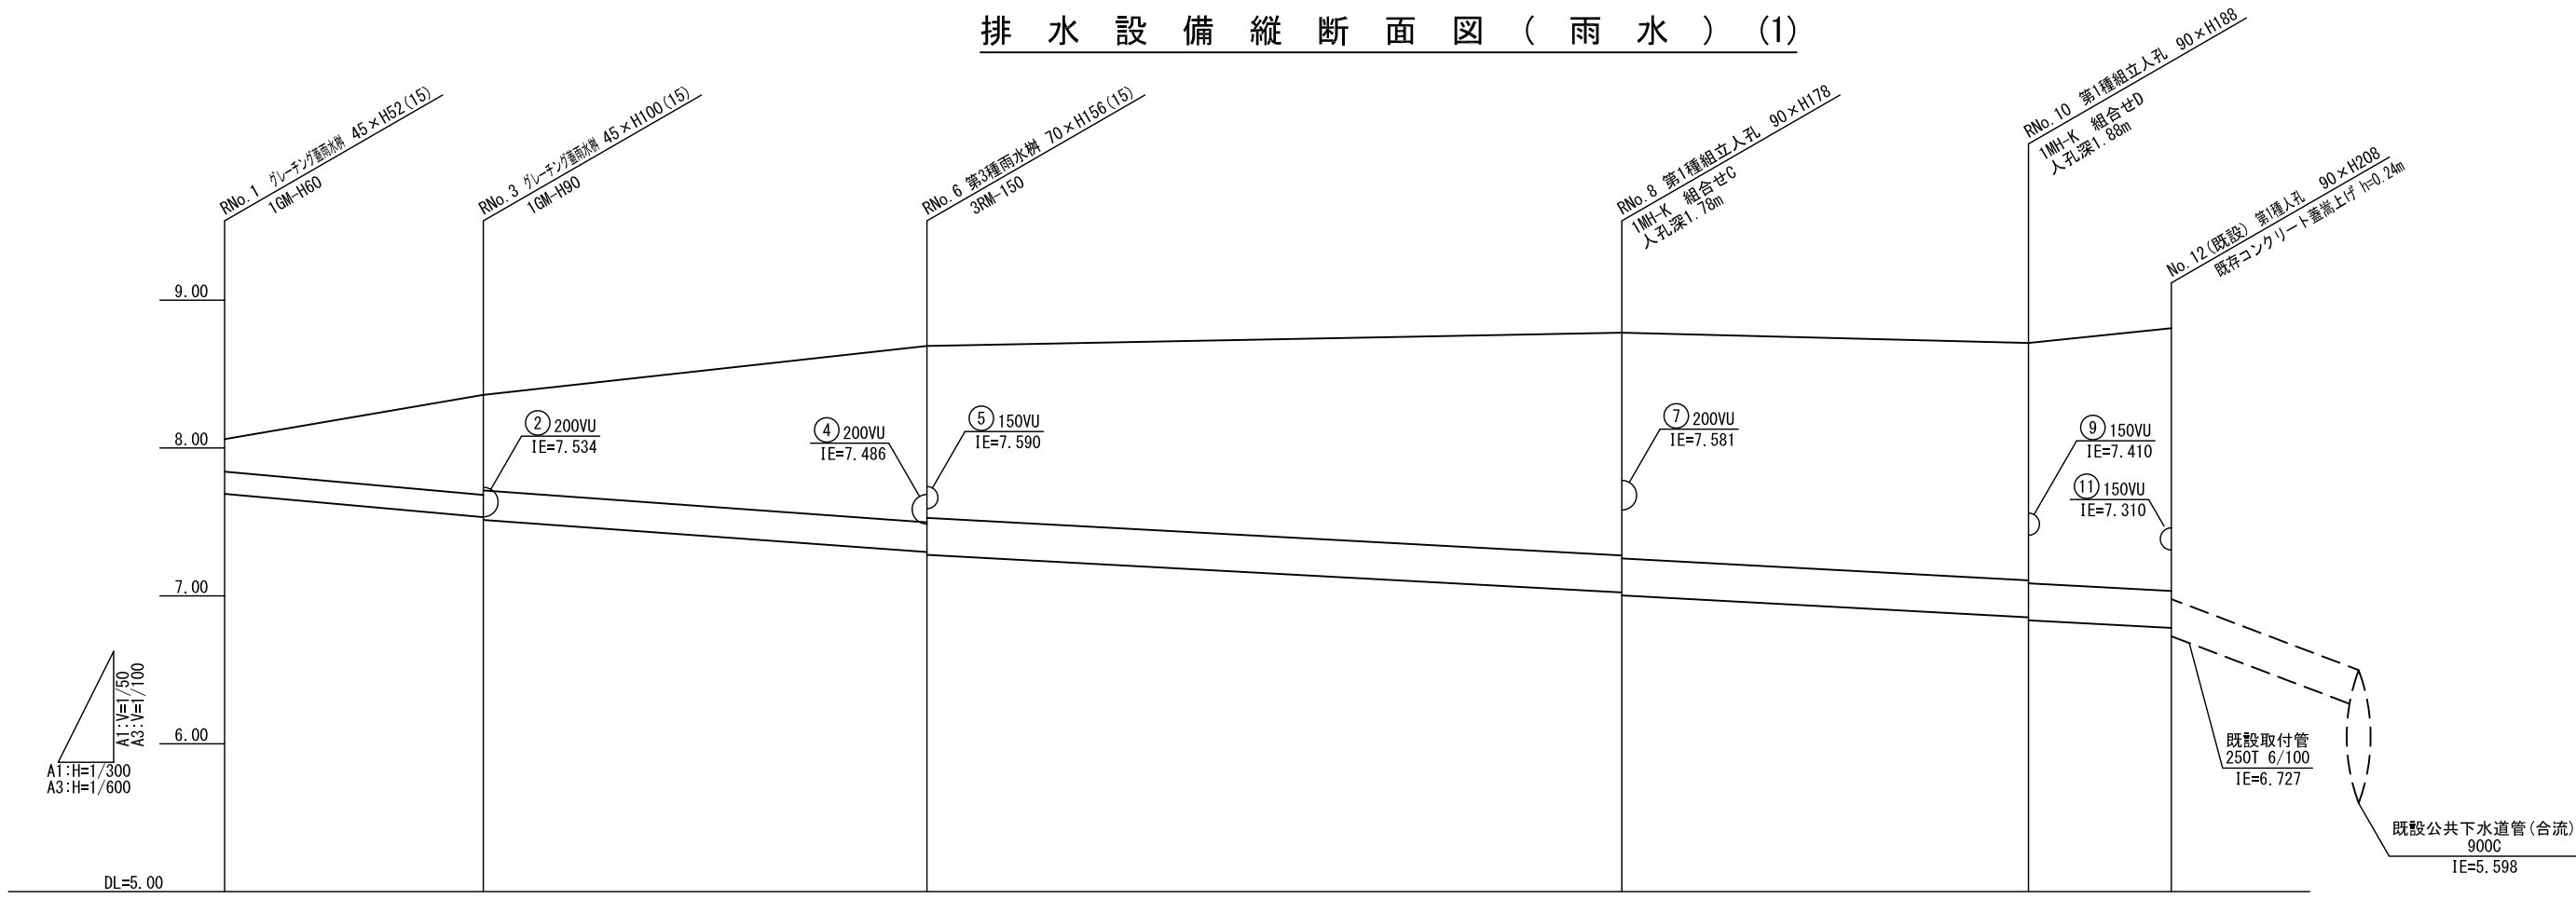 排水設備縦断面図(雨水)(1)
RNo.1 グレーチング蓋雨水桝 45×H52(15)
1GM-H60
RNo.3 グレーチング蓋雨水桝 45×H100(15)
1GM-H90
RNo.6 第3種雨水桝 70×H156(15)
3RM-150
RNo.8 第1種組立人孔 90×H178
1MH-K 組合せC
人孔深1.78m
RNo.10 第1種組立人孔 90×H188
1MH-K 組合せD
人孔深1.88m
No.12(既設) 第1種人孔 90×H208
既存コンクリート蓋嵩上げ h=0.24m
9.00
8.00
7.00
6.00
DL=5.00
② 200VU
IE=7.534
④ 200VU
IE=7.486
⑤ 150VU
IE=7.590
⑦ 200VU
IE=7.581
⑨ 150VU
IE=7.410
⑪ 150VU
IE=7.310
A1:V=1/50
A3:V=1/100
A1:H=1/300
A3:H=1/600
既設取付管
250T 6/100
IE=6.727
既設公共下水道管(合流)
900C
IE=5.598